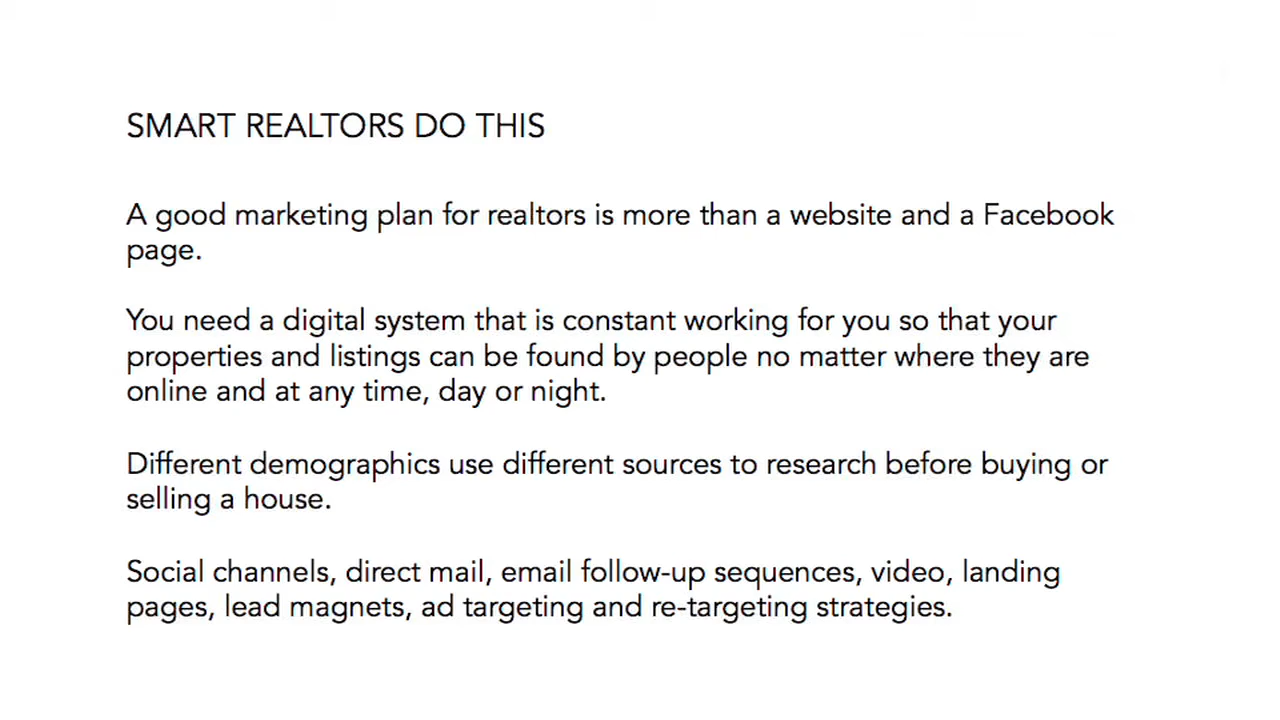 SMART REALTORS DO THIS
A good marketing plan for realtors is more than a website and a Facebook
page.
You need a digital system that is constant working for you so that your
properties and listings can be found by people no matter where they are
online and at any time, day or night.
Different demographics use different sources to research before buying or
selling a house.
Social channels, direct mail, email follow-up sequences, video, landing
pages, lead magnets, ad targeting and re-targeting strategies.